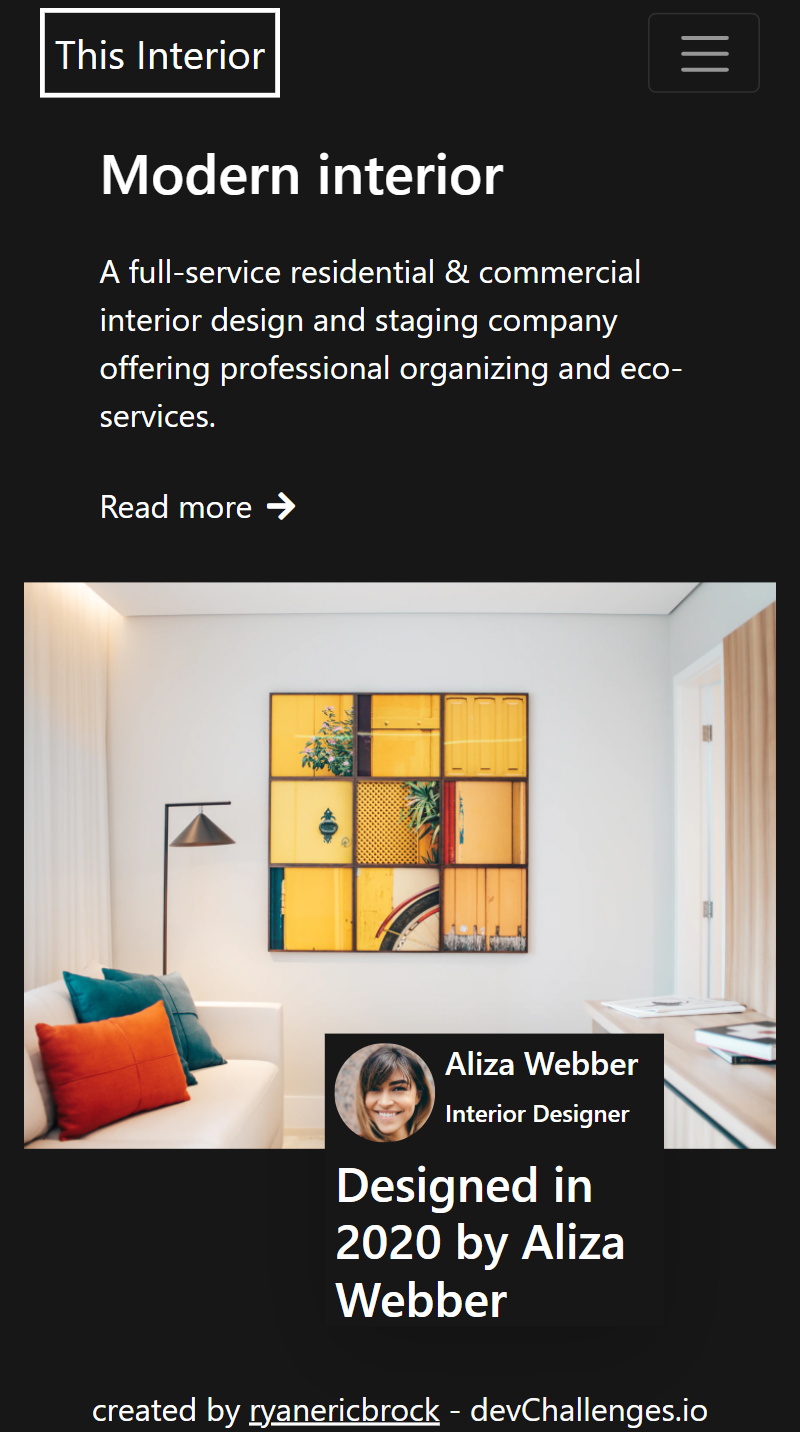 This Interior
Modern interior
A full-service residential & commercial
interior design and staging company
offering professional organizing and eco-
services.
Read more
Aliza Webber
Interior Designer
Designed in
2020 by Aliza
Webber
created by ryanericbrock - devChallenges.io